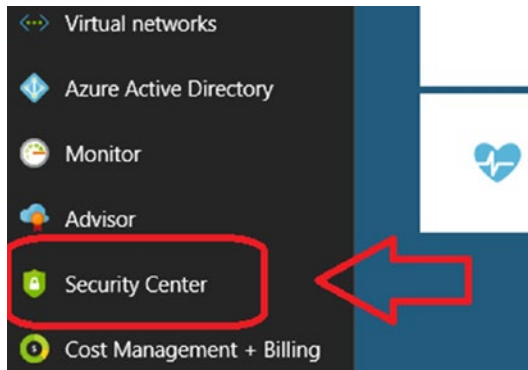 Virtual networks
Azure Active Directory
Monitor
Advisor
Security Center
Cost Management + Billing